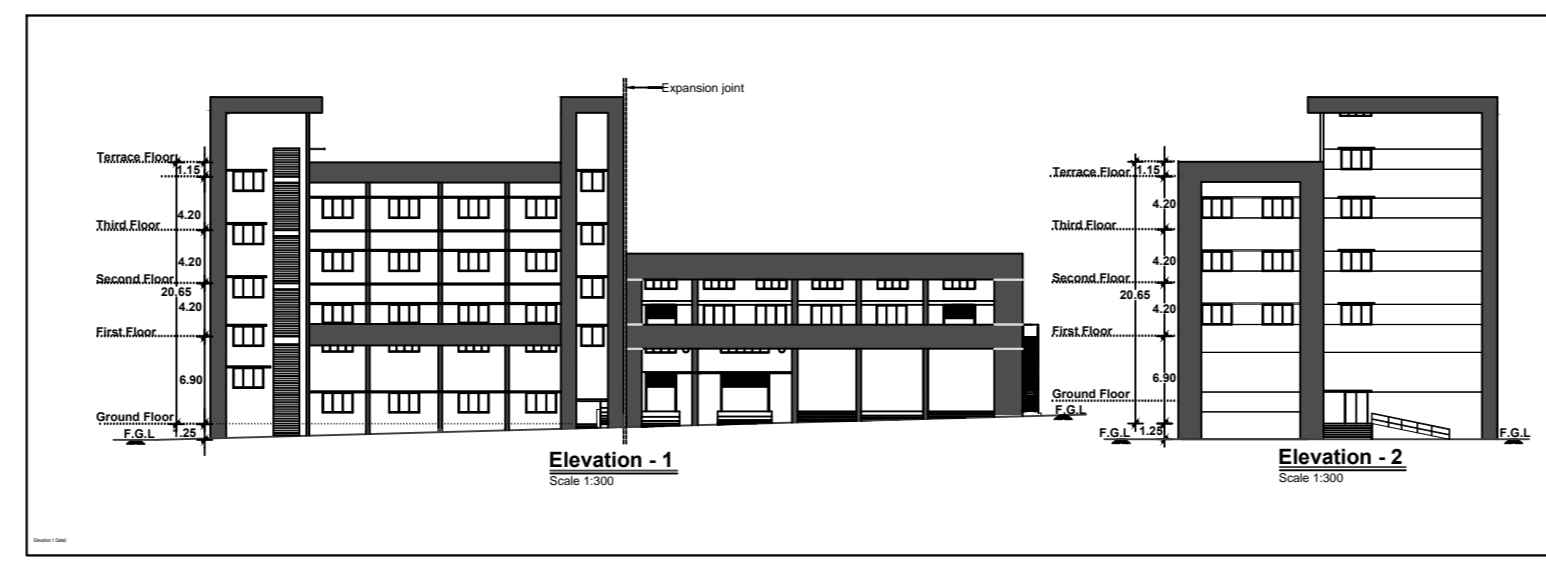 Expansion joint
Terrace Floor
1.15
4.20
Third Floor
4.20
Second Floor
20.65
4.20
First Floor
6.90
Ground Floor
F.G.L
1.25
F.G.L
Elevation - 1
Scale 1:300
Terrace Floor
1.15
4.20
Third Floor
4.20
Second Floor
20.65
4.20
First Floor
6.90
Ground Floor
F.G.L
1.25
F.G.L
Elevation - 2
Scale 1:300
Elevation 1 Detail